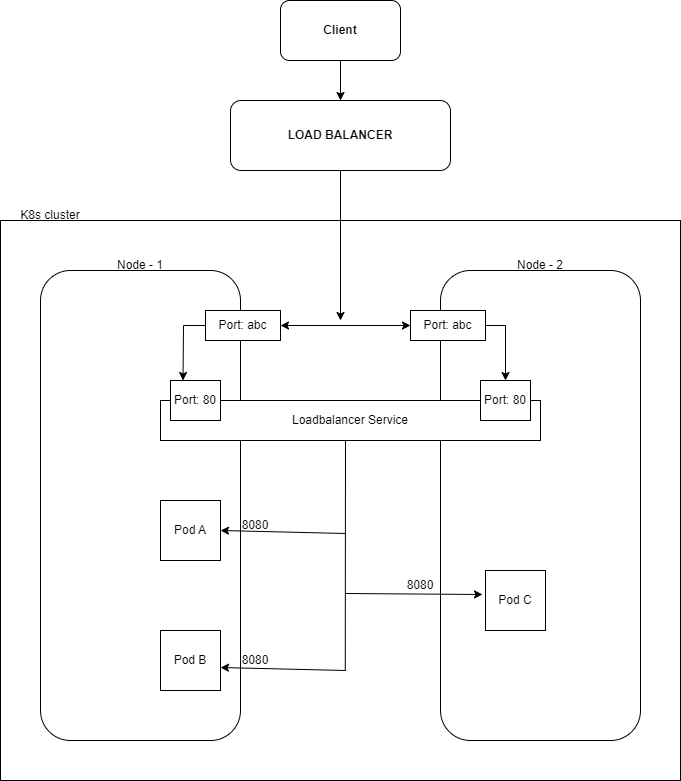 Client
LOAD BALANCER
K8s cluster
Node - 1
Node - 2
Port: abc
Port: abc
Port: 80
Port: 80
Loadbalancer Service
Pod A
8080
8080
Pod C
Pod B
8080